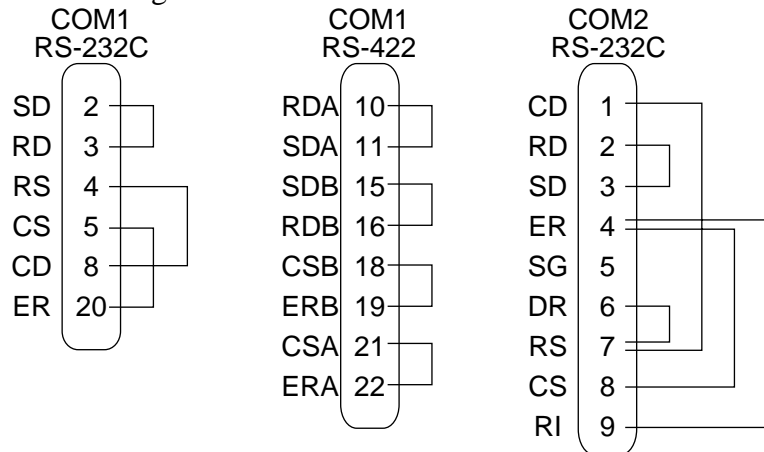 COM1
RS-232C
SD 2
RD 3
RS 4
CS 5
CD 8
ER 20
COM1
RS-422
RDA 10
SDA 11
SDB 15
RDB 16
CSB 18
ERB 19
CSA 21
ERA 22
COM2
RS-232C
CD 1
RD 2
SD 3
ER 4
SG 5
DR 6
RS 7
CS 8
RI 9